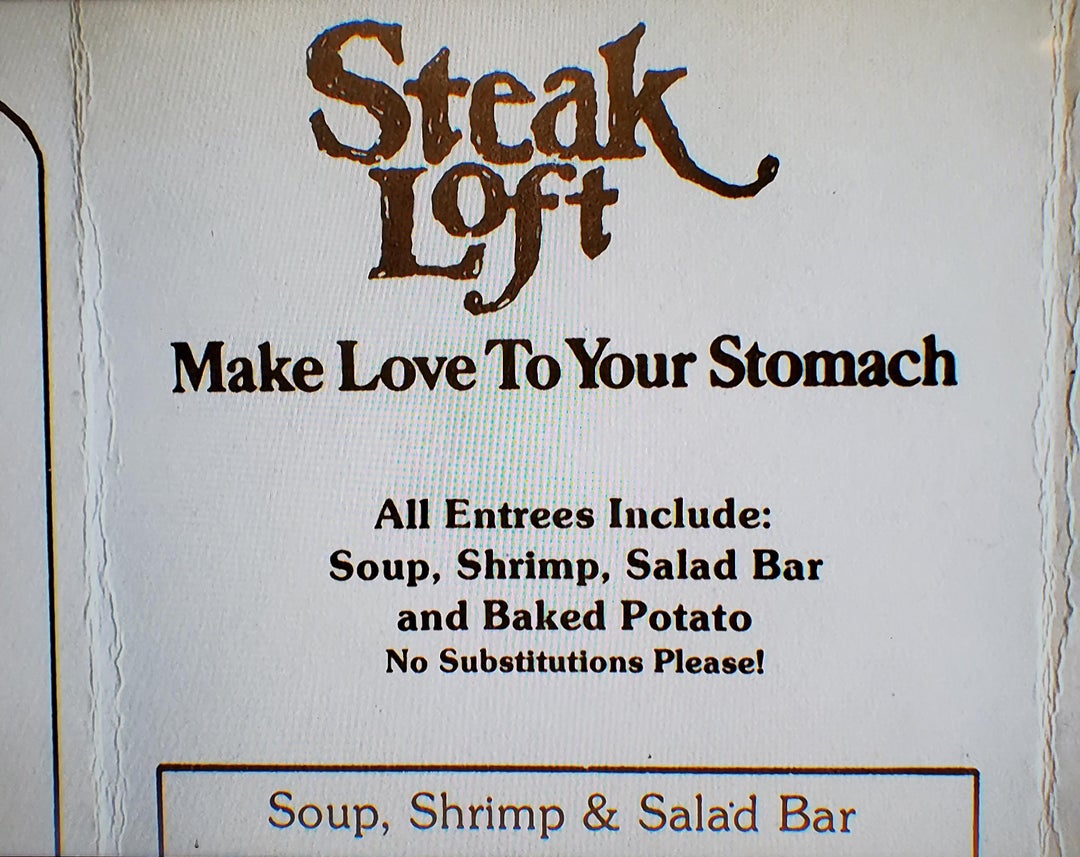 Steak
Loft
Make Love To Your Stomach
All Entrees Include:
Soup, Shrimp, Salad Bar
and Baked Potato
No Substitutions Please!
Soup, Shrimp & Salad Bar